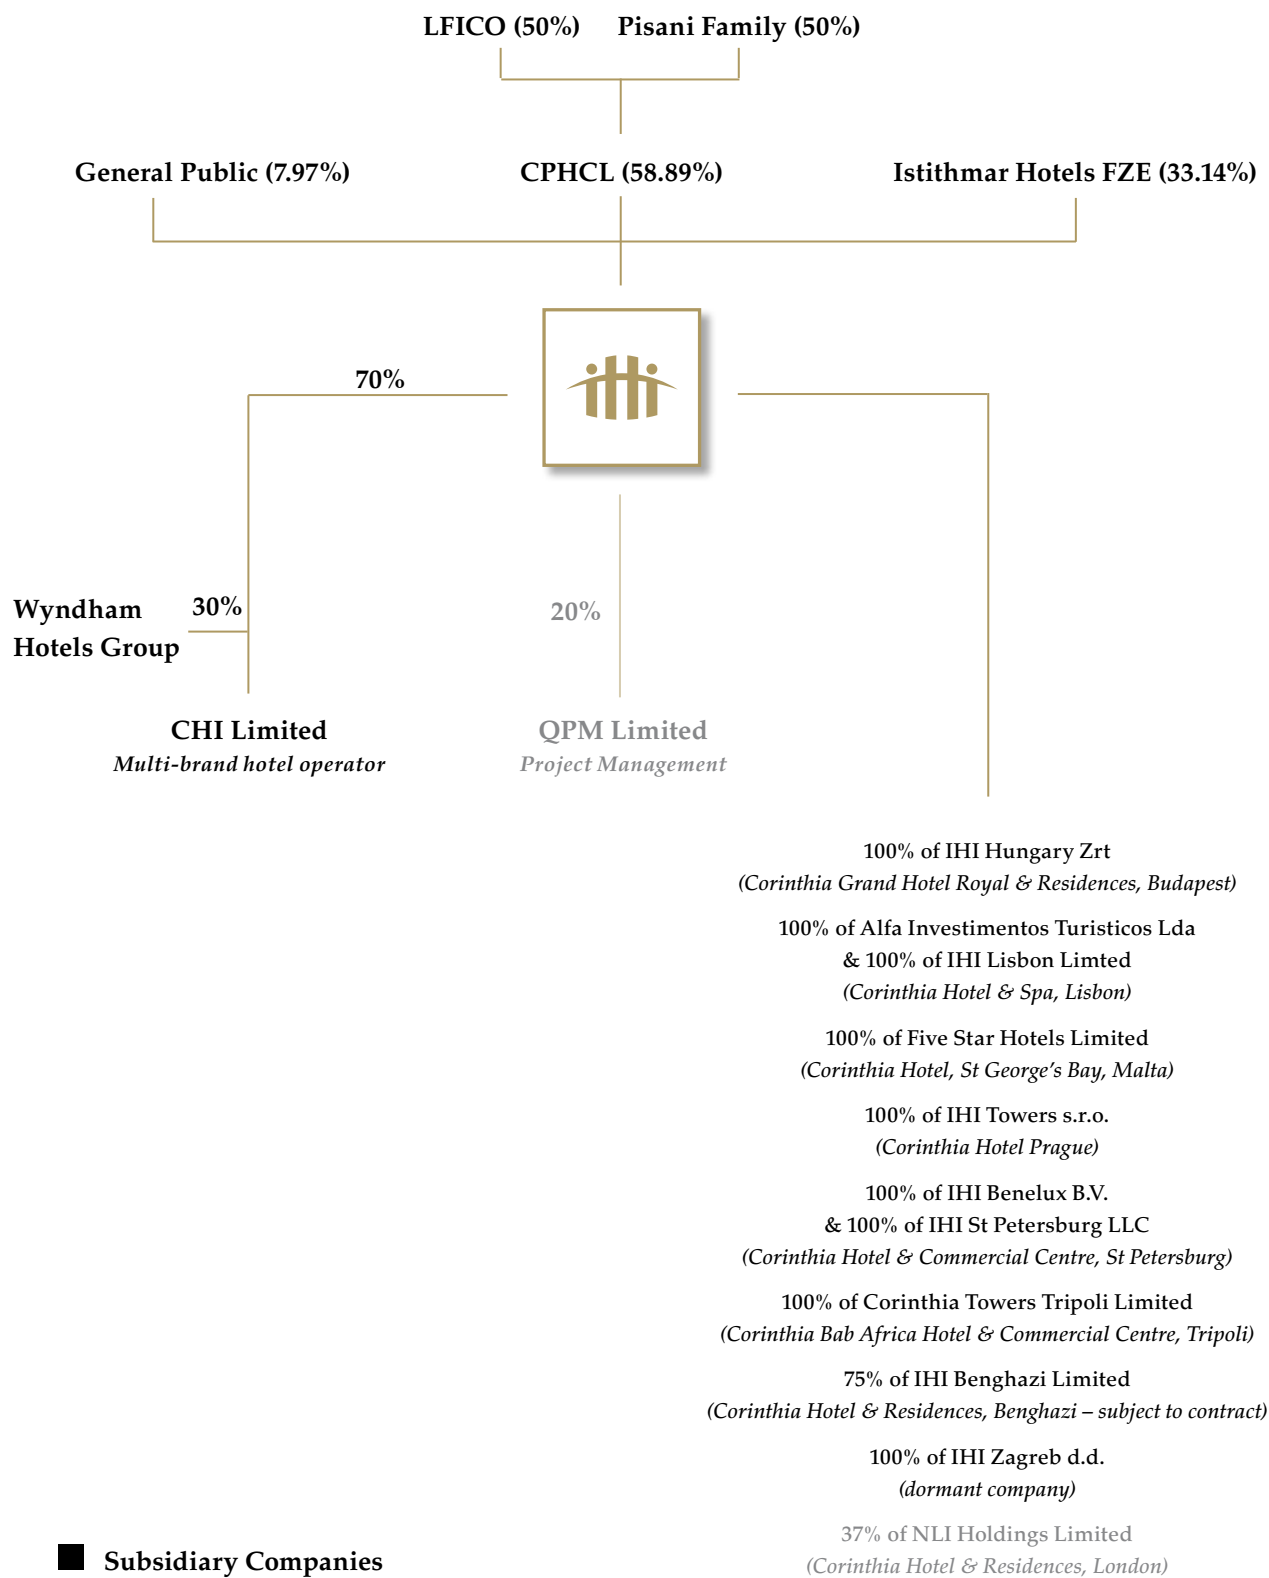 LFICO (50%) Pisani Family (50%)
General Public (7.97%) CPHCL (58.89%) Istithmar Hotels FZE (33.14%)
IHI
70%
Wyndham
Hotels Group
30%
20%
CHI Limited
Multi-brand hotel operator
QPM Limited
Project Management
100% of IHI Hungary Zrt
(Corinthia Grand Hotel Royal & Residences, Budapest)
100% of Alfa Investimentos Turisticos Lda
& 100% of IHI Lisbon Limted
(Corinthia Hotel & Spa, Lisbon)
100% of Five Star Hotels Limited
(Corinthia Hotel, St George’s Bay, Malta)
100% of IHI Towers s.r.o.
(Corinthia Hotel Prague)
100% of IHI Benelux B.V.
& 100% of IHI St Petersburg LLC
(Corinthia Hotel & Commercial Centre, St Petersburg)
100% of Corinthia Towers Tripoli Limited
(Corinthia Bab Africa Hotel & Commercial Centre, Tripoli)
75% of IHI Benghazi Limited
(Corinthia Hotel & Residences, Benghazi – subject to contract)
100% of IHI Zagreb d.d.
(dormant company)
37% of NLI Holdings Limited
(Corinthia Hotel & Residences, London)
Subsidiary Companies